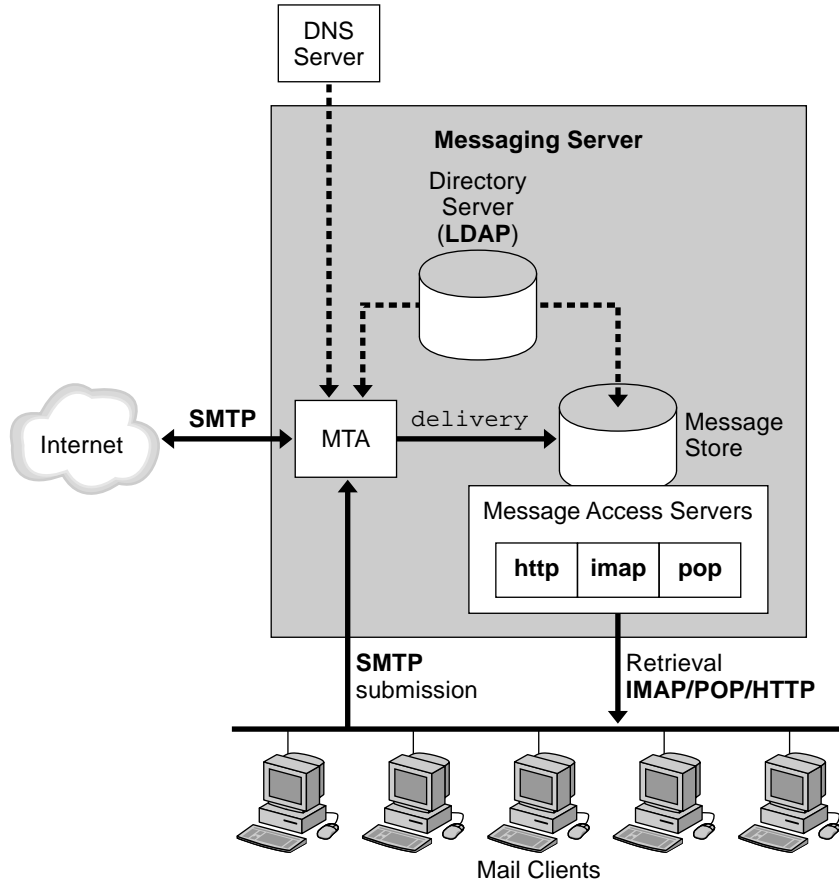 DNS
Server
Messaging Server
Directory
Server
(LDAP)
Internet
SMTP
MTA
delivery
Message
Store
Message Access Servers
http
imap
pop
SMTP
submission
Retrieval
IMAP/POP/HTTP
Mail Clients